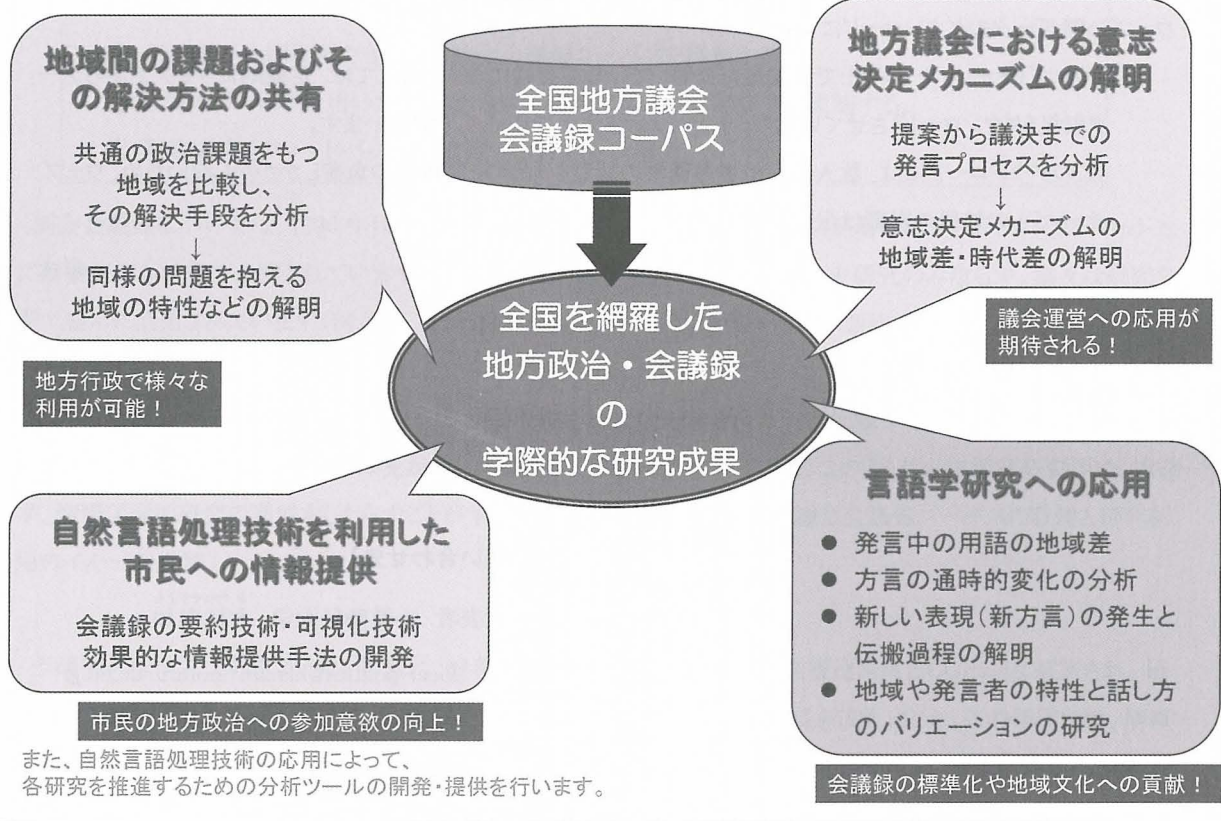 地域間の課題およびそ
の解決方法の共有
共通の政治課題をもつ
地域を比較し、
その解決手段を分析
↓
同様の問題を抱える
地域の特性などの解明
地方行政で様々な
利用が可能！
全国地方議会
会議録コーパス
地方議会における意志
決定メカニズムの解明
提案から議決までの
発言プロセスを分析
↓
意志決定メカニズムの
地域差・時代差の解明
議会運営への応用が
期待される！
全国を網羅した
地方政治・会議録
の
学際的な研究成果
自然言語処理技術を利用した
市民への情報提供
会議録の要約技術・可視化技術
効果的な情報提供手法の開発
市民の地方政治への参加意欲の向上！
言語学研究への応用
● 発言中の用語の地域差
● 方言の通時的変化の分析
● 新しい表現（新方言）の発生と
伝搬過程の解明
● 地域や発言者の特性と話し方
のバリエーションの研究
会議録の標準化や地域文化への貢献！
また、自然言語処理技術の応用によって、
各研究を推進するための分析ツールの開発・提供を行います。